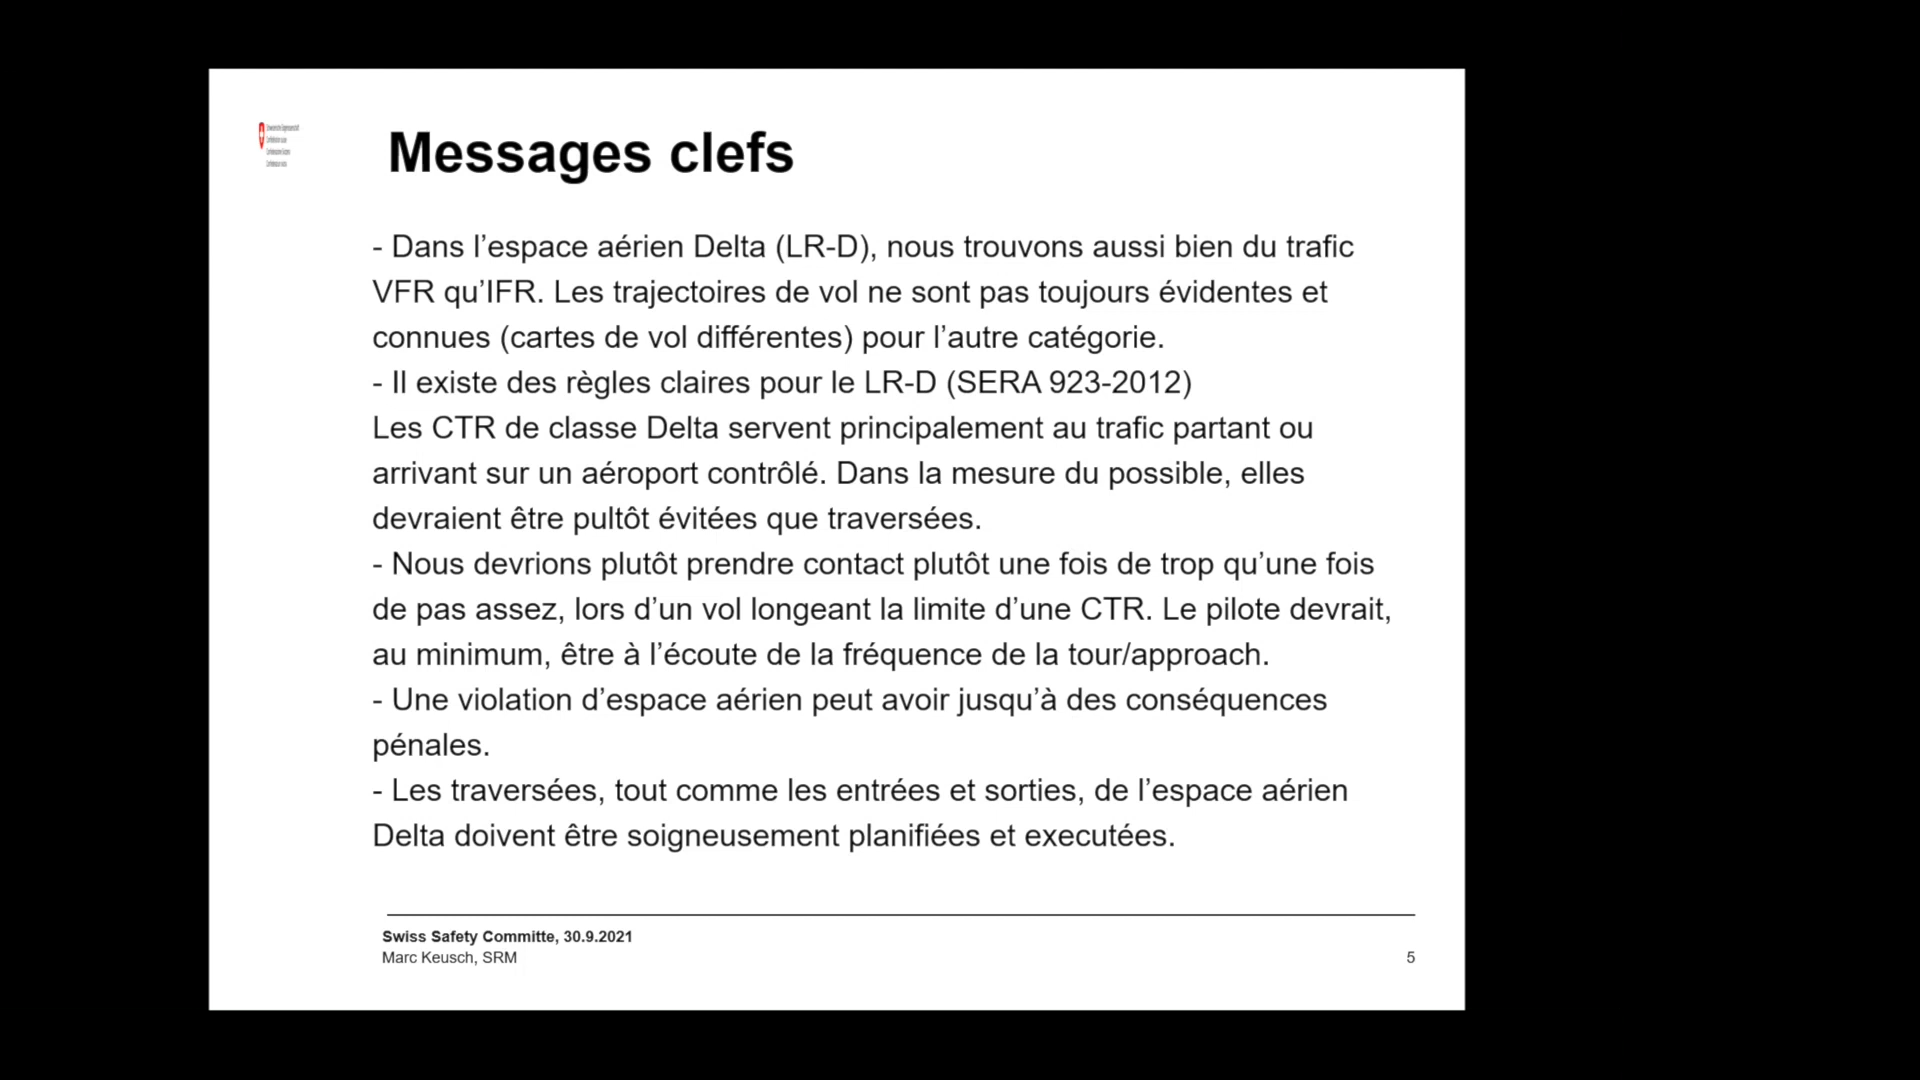 Messages clefs
- Dans l’espace aérien Delta (LR-D), nous trouvons aussi bien du trafic
VFR qu’IFR. Les trajectoires de vol ne sont pas toujours évidentes et
connues (cartes de vol différentes) pour l’autre catégorie.
- Il existe des règles claires pour le LR-D (SERA 923-2012)
Les CTR de classe Delta servent principalement au trafic partant ou
arrivant sur un aéroport contrôlé. Dans la mesure du possible, elles
devraient être pultôt évitées que traversées.
- Nous devrions plutôt prendre contact plutôt une fois de trop qu’une fois
de pas assez, lors d’un vol longeant la limite d’une CTR. Le pilote devrait,
au minimum, être à l’écoute de la fréquence de la tour/approach.
- Une violation d’espace aérien peut avoir jusqu’à des conséquences
pénales.
- Les traversées, tout comme les entrées et sorties, de l’espace aérien
Delta doivent être soigneusement planifiées et executées.
Swiss Safety Committe, 30.9.2021
Marc Keusch, SRM
5